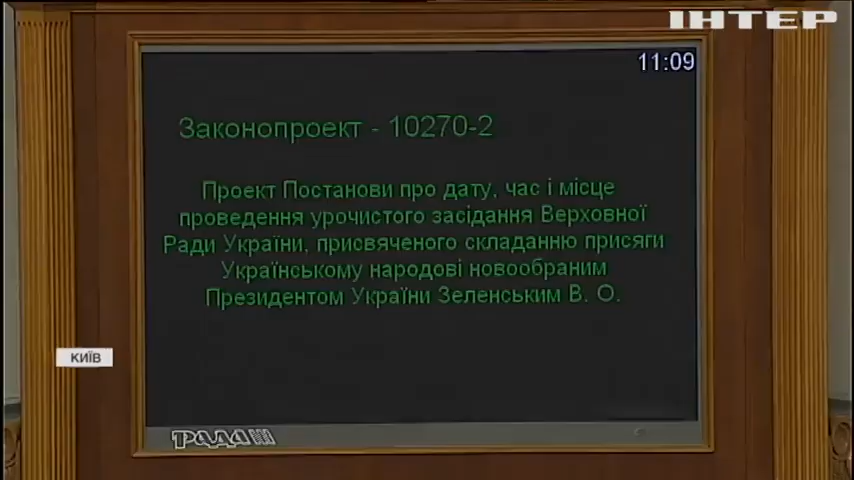 ІНТЕР
11:09
Законопроект - 10270-2
Проект Постанови про дату, час і місце
проведення урочистого засідання Верховної
Ради України, присвяченого складанню присяги
Українському народові новообраним
Президентом України Зеленським В. О.
КИЇВ
РАДА